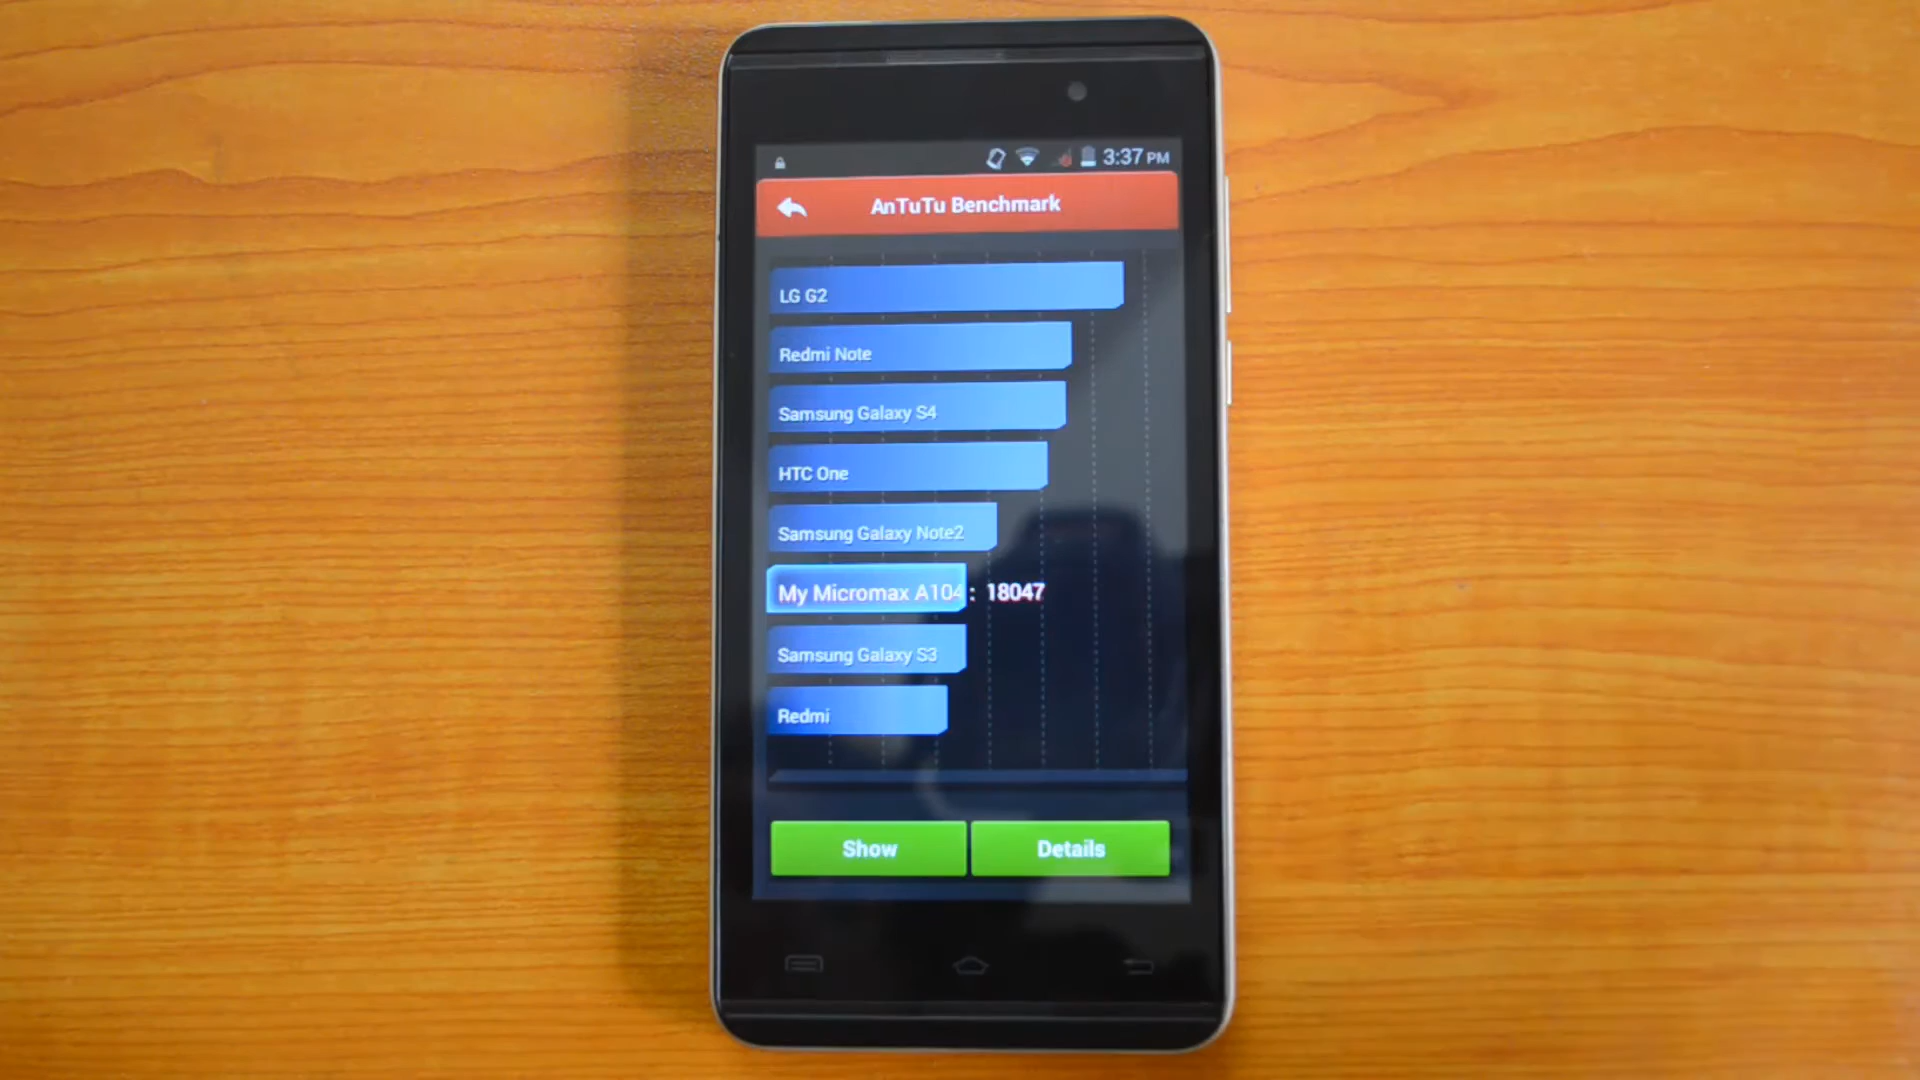 3:37 PM
AnTuTu Benchmark
LG G2
Redmi Note
Samsung Galaxy S4
HTC One
Samsung Galaxy Note2
My Micromax A104 : 18047
Samsung Galaxy S3
Redmi
Show Details